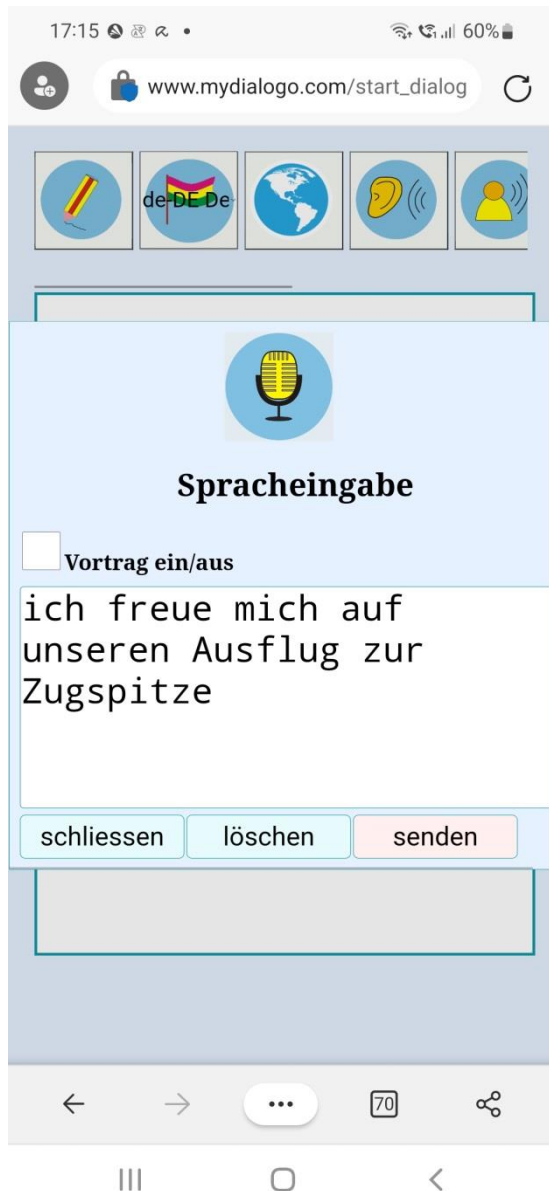 17:15 60%
www.mydialogo.com/start_dialog
de-DE De
Spracheingabe
Vortrag ein/aus
ich freue mich auf
unseren Ausflug zur
Zugspitze
schliessen löschen senden
70